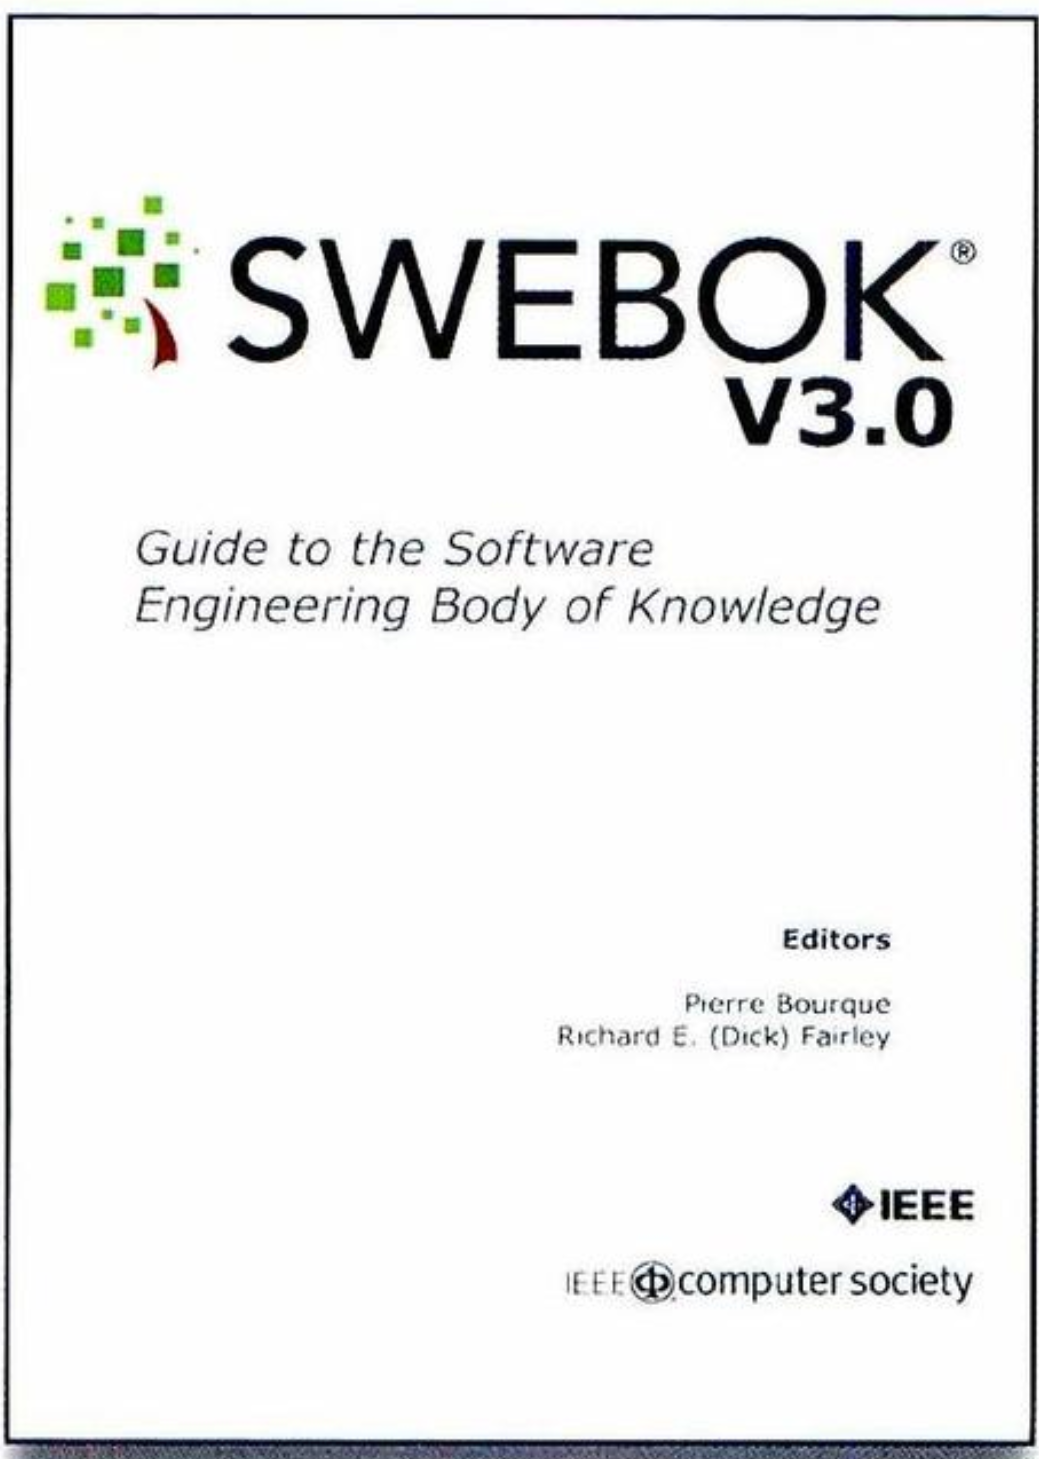 SWEBOK®
V3.0
Guide to the Software
Engineering Body of Knowledge
Editors
Pierre Bourque
Richard E. (Dick) Fairley
IEEE
IEEE computer society